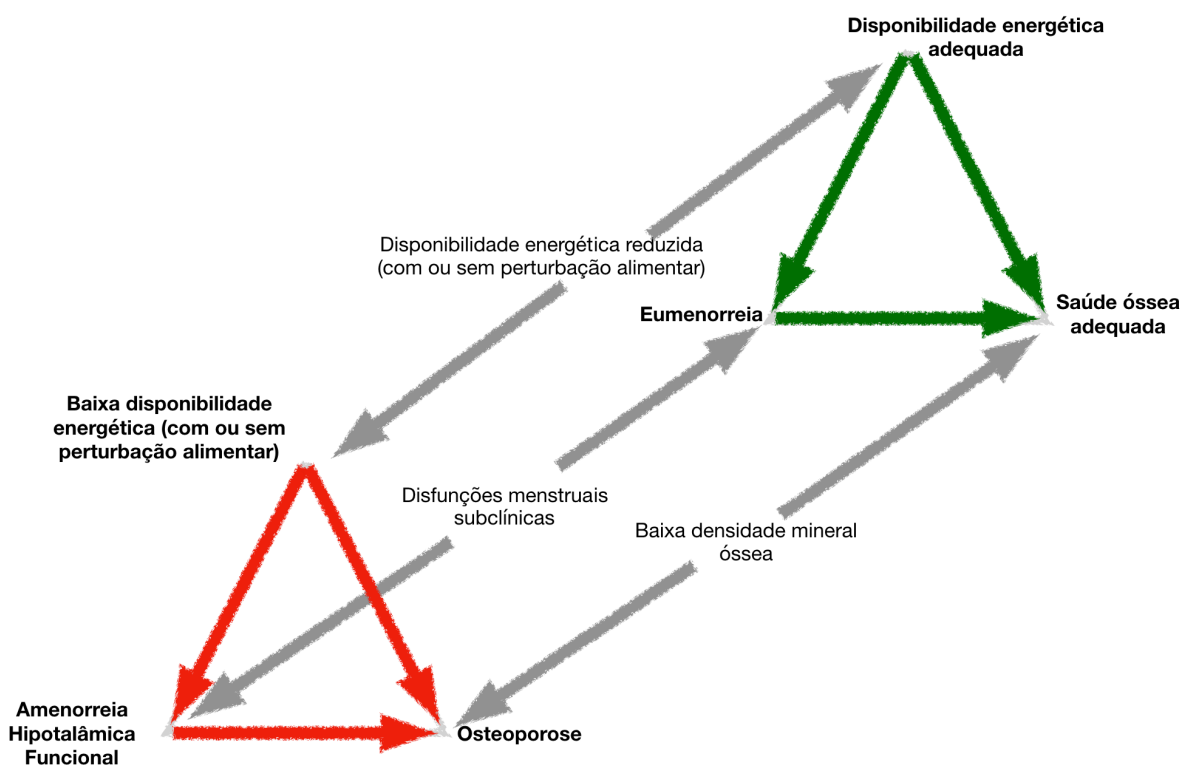 Disponibilidade energética
adequada
Disponibilidade energética reduzida
(com ou sem perturbação alimentar)
Eumenorreia
Saúde óssea
adequada
Baixa disponibilidade
energética (com ou sem
perturbação alimentar)
Disfunções menstruais
subclínicas
Baixa densidade mineral
óssea
Amenorreia
Hipotalâmica
Funcional
Osteoporose